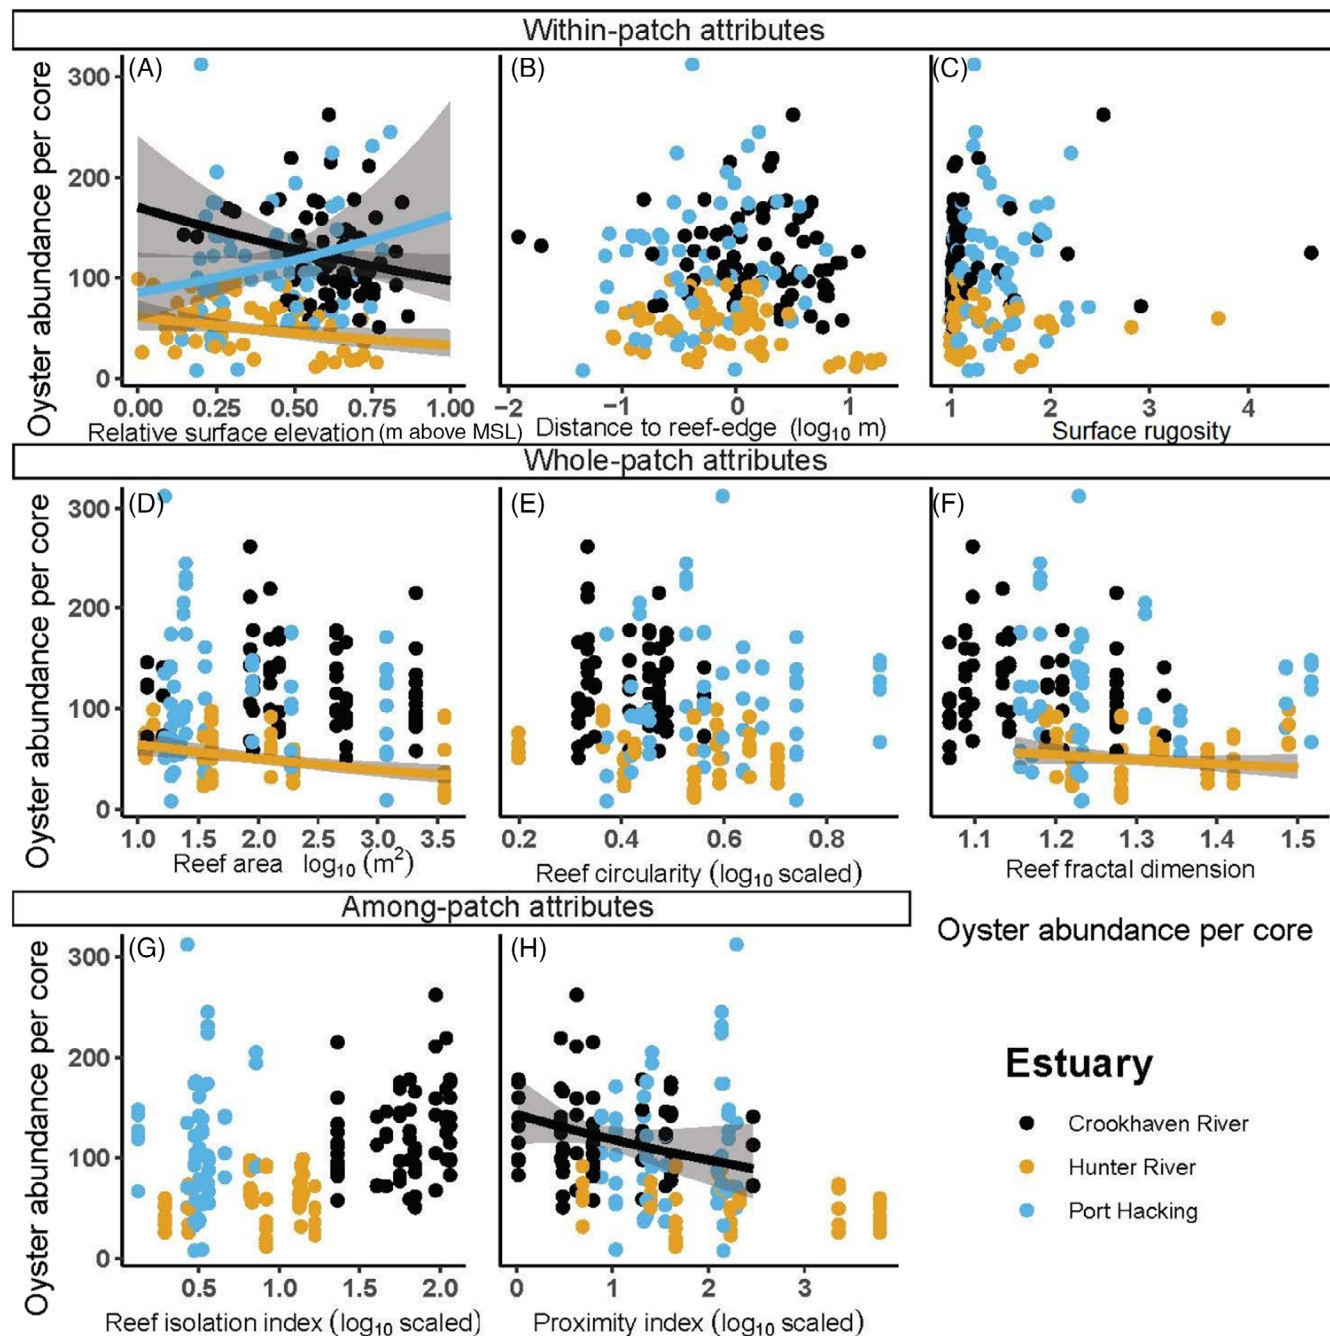 Within-patch attributes
Oyster abundance per core
(A)
(B)
(C)
300
200
100
0
0.00 0.25 0.50 0.75 1.00
−2 −1 0 1
1 2 3 4
Relative surface elevation (m above MSL)
Distance to reef-edge (log10 m)
Surface rugosity
Whole-patch attributes
Oyster abundance per core
(D)
(E)
(F)
300
200
100
0
1.0 1.5 2.0 2.5 3.0 3.5
0.2 0.4 0.6 0.8
1.1 1.2 1.3 1.4 1.5
Reef area log10 (m2)
Reef circularity (log10 scaled)
Reef fractal dimension
Among-patch attributes
Oyster abundance per core
(G)
(H)
300
200
100
0
0.5 1.0 1.5 2.0
0 1 2 3
Reef isolation index (log10 scaled)
Proximity index (log10 scaled)
Oyster abundance per core
Estuary
Crookhaven River
Hunter River
Port Hacking